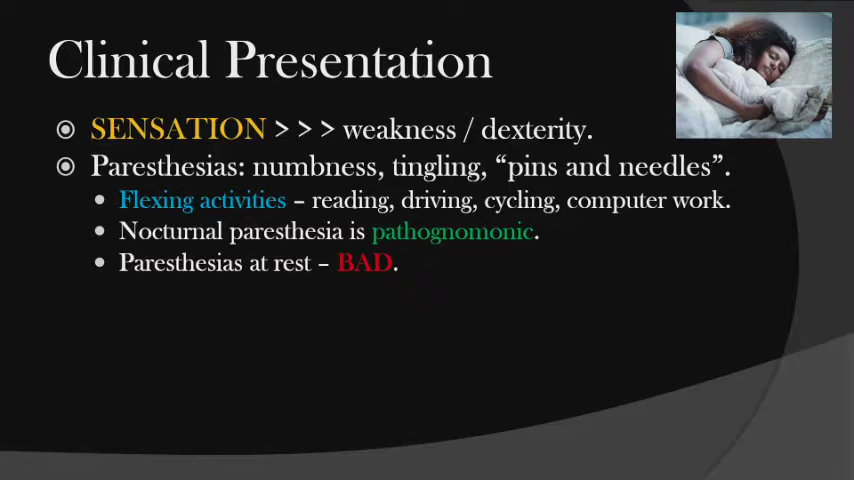 Clinical Presentation
SENSATION > > > weakness / dexterity.
Paresthesias: numbness, tingling, “pins and needles”.
Flexing activities – reading, driving, cycling, computer work.
Nocturnal paresthesia is pathognomonic.
Paresthesias at rest – BAD.